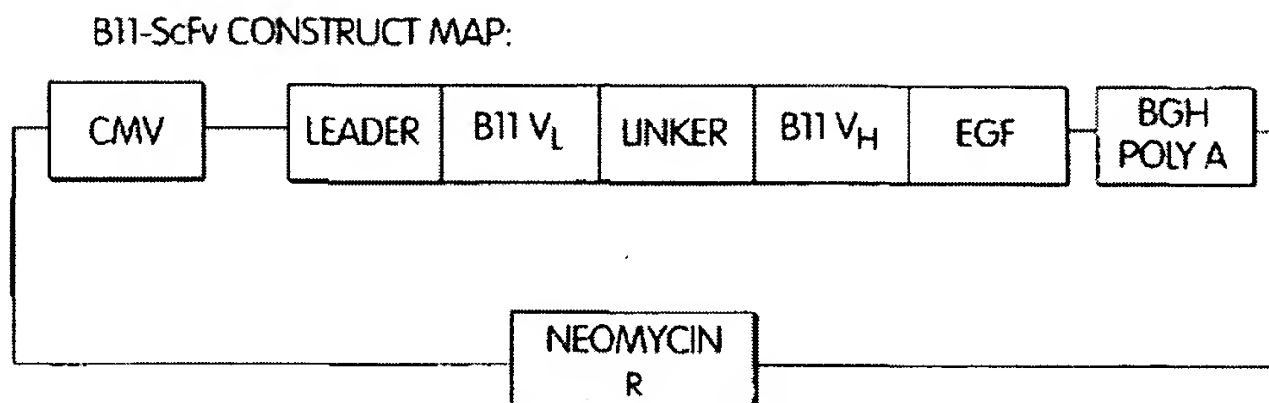 B11-ScFv CONSTRUCT MAP:
CMV
LEADER
B11 VL
LINKER
B11 VH
EGF
BGH
POLY A
NEOMYCIN
R